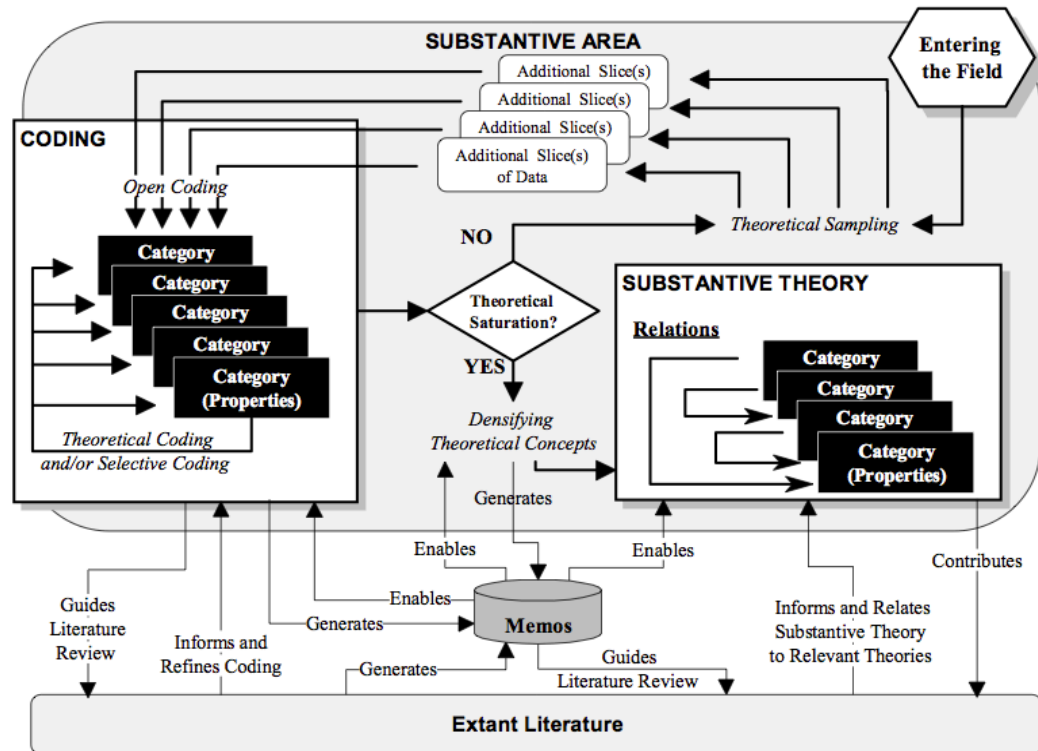 SUBSTANTIVE AREA
Entering
the Field
Additional Slice(s)
Additional Slice(s)
Additional Slice(s)
Additional Slice(s)
of Data
CODING
Open Coding
Category
Category
Category
Category
Category
(Properties)
Theoretical Coding
and/or Selective Coding
NO
Theoretical
Saturation?
YES
Theoretical Sampling
Densifying
Theoretical Concepts
SUBSTANTIVE THEORY
Relations
Category
Category
Category
Category
(Properties)
Generates
Enables
Enables
Contributes
Guides
Literature
Review
Informs and
Refines Coding
Enables
Generates
Memos
Generates
Guides
Literature Review
Informs and Relates
Substantive Theory
to Relevant Theories
Extant Literature